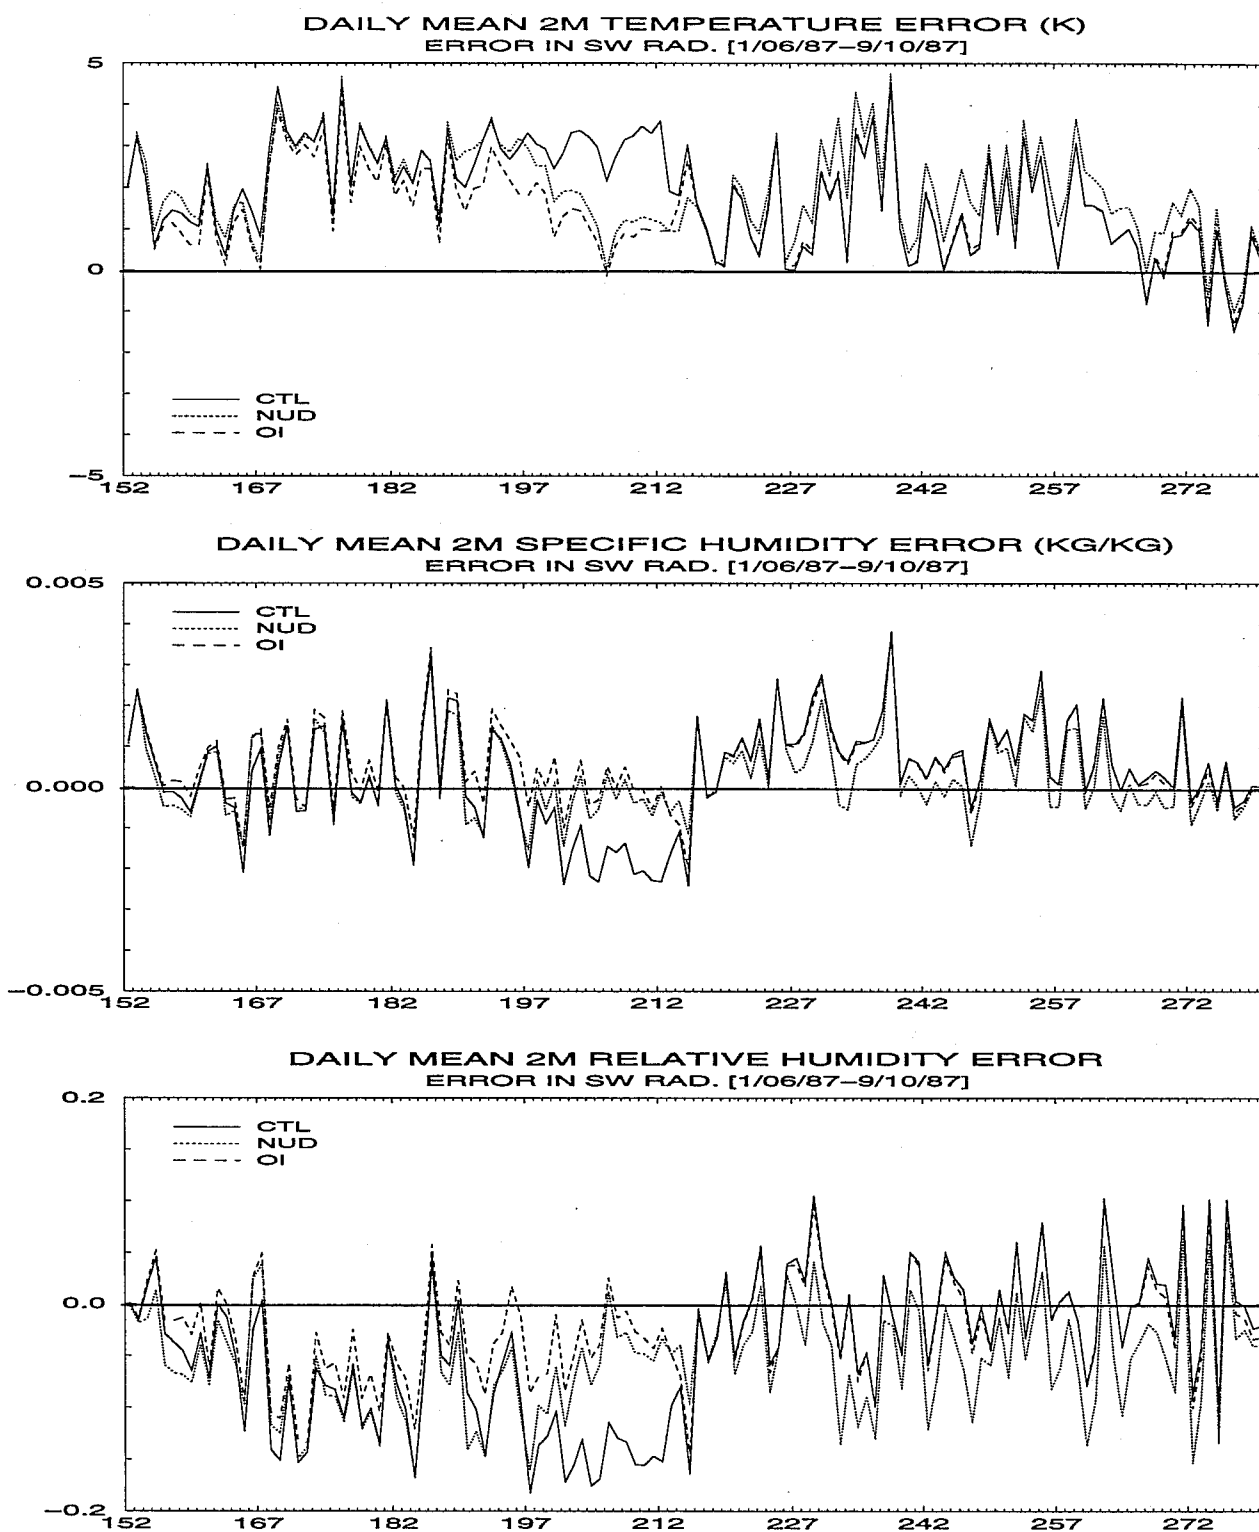 DAILY MEAN 2M TEMPERATURE ERROR (K)
ERROR IN SW RAD. [1/06/87–9/10/87]
5
0
CTL
NUD
OI
–5
152 167 182 197 212 227 242 257 272
DAILY MEAN 2M SPECIFIC HUMIDITY ERROR (KG/KG)
ERROR IN SW RAD. [1/06/87–9/10/87]
0.005
CTL
NUD
OI
0.000
–0.005
152 167 182 197 212 227 242 257 272
DAILY MEAN 2M RELATIVE HUMIDITY ERROR
ERROR IN SW RAD. [1/06/87–9/10/87]
0.2
CTL
NUD
OI
0.0
–0.2
152 167 182 197 212 227 242 257 272